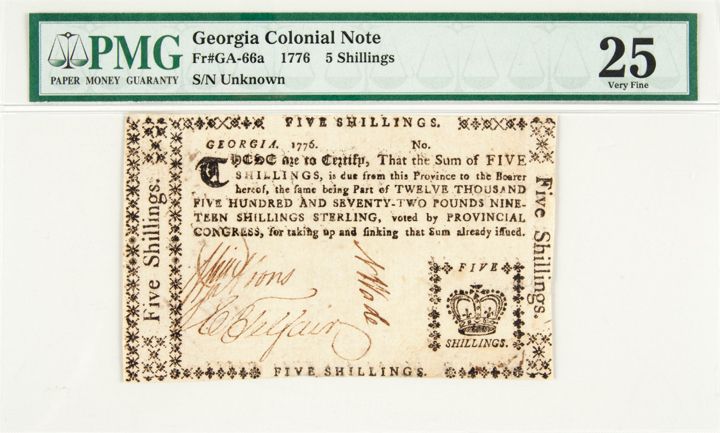 PMG
PAPER MONEY GUARANTY
Georgia Colonial Note
Fr#GA-66a 1776 5 Shillings
S/N Unknown
25
Very Fine
FIVE SHILLINGS.
GEORGIA, 1776. No.
THESE are to Certify, That the Sum of FIVE
SHILLINGS, is due from this Province to the Bearer
hereof, the same being Part of TWELVE THOUSAND
FIVE HUNDRED AND SEVENTY-TWO POUNDS NINE-
TEEN SHILLINGS STERLING, voted by PROVINCIAL
CONGRESS, for taking up and sinking that Sum already issued.
Five Shillings.
Five Shillings.
Telfair
FIVE
SHILLINGS.
FIVE SHILLINGS.